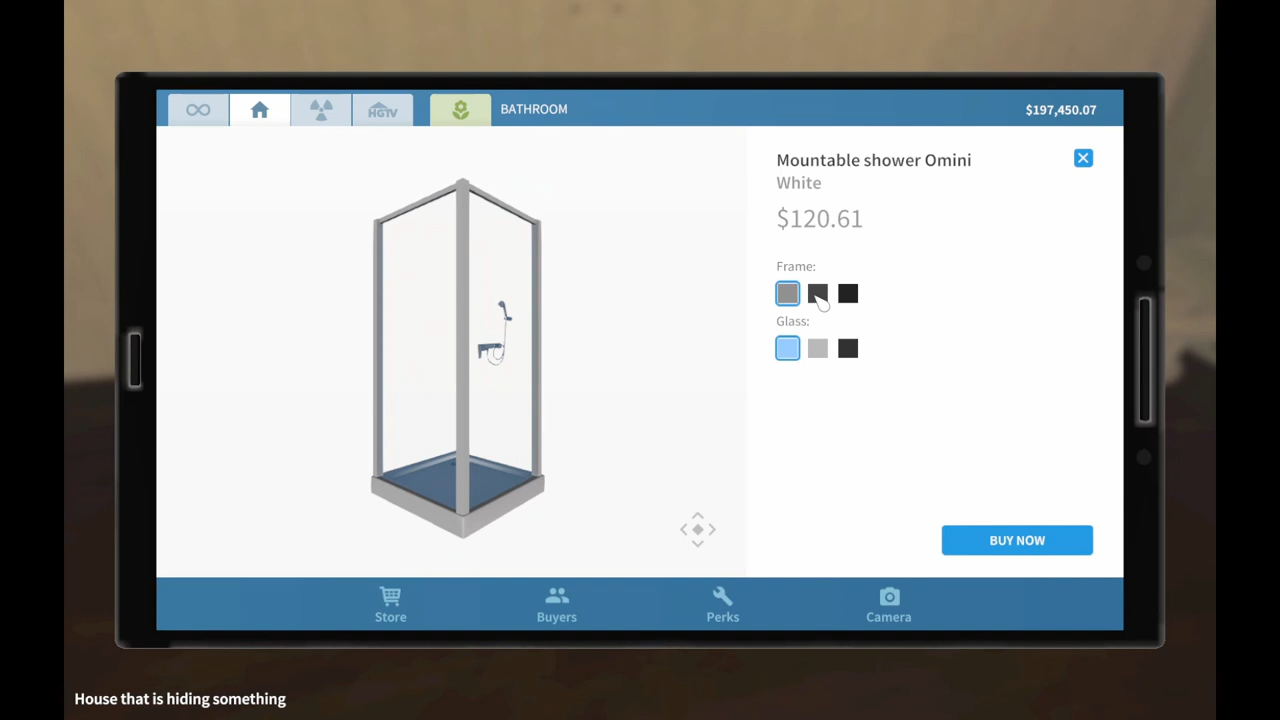 HGTV
BATHROOM
$197,450.07
Mountable shower Omini
White
$120.61
Frame:
Glass:
BUY NOW
Store
Buyers
Perks
Camera
House that is hiding something